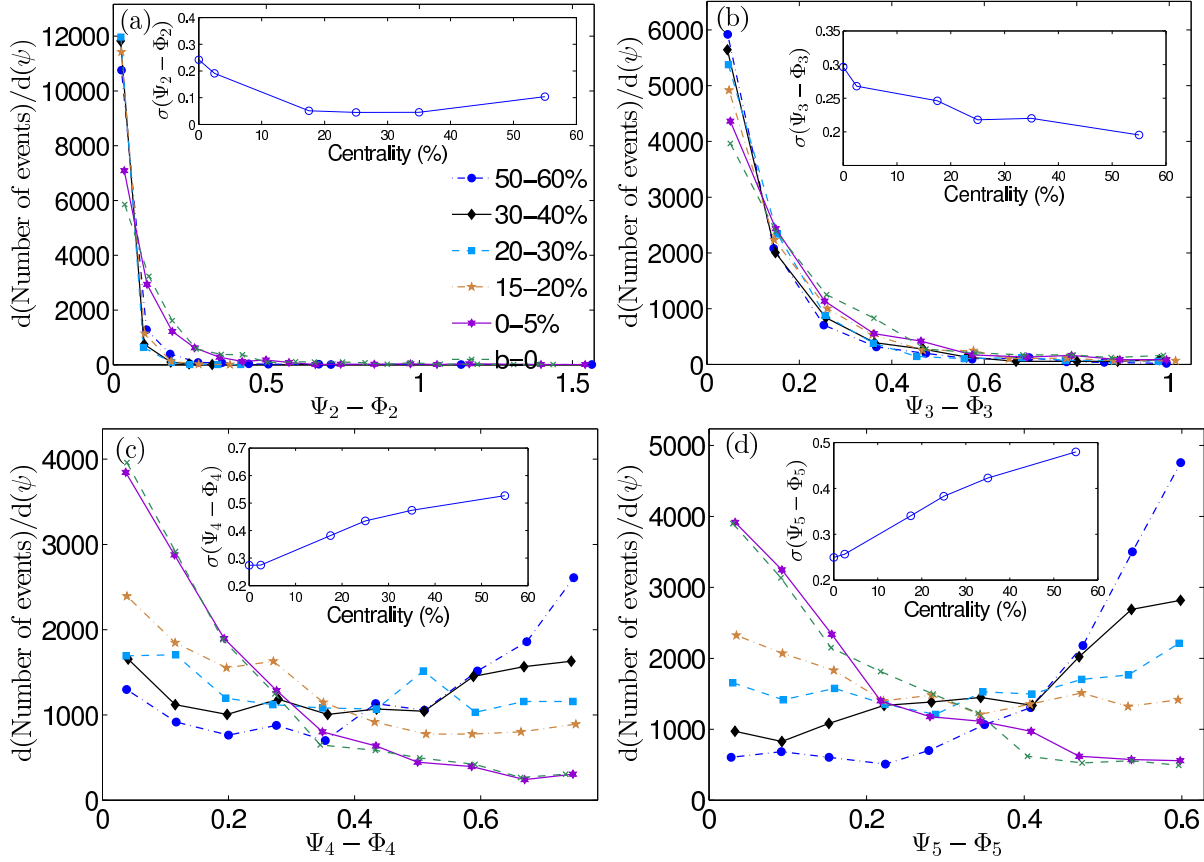 (a)
d(Number of events)/d(ψ)
12000
10000
8000
6000
4000
2000
0
0 0.5 1 1.5
Ψ2 − Φ2
σ(Ψ2 − Φ2)
0.4
0.3
0.2
0.1
0
0 10 20 30 40 50 60
Centrality (%)
50−60%
30−40%
20−30%
15−20%
0−5%
b=0
(b)
d(Number of events)/d(ψ)
6000
5000
4000
3000
2000
1000
0
0 0.2 0.4 0.6 0.8 1
Ψ3 − Φ3
σ(Ψ3 − Φ3)
0.35
0.3
0.25
0.2
0 10 20 30 40 50 60
Centrality (%)
(c)
d(Number of events)/d(ψ)
4000
3000
2000
1000
0
0 0.2 0.4 0.6
Ψ4 − Φ4
σ(Ψ4 − Φ4)
0.7
0.6
0.5
0.4
0.3
0.2
0 10 20 30 40 50 60
Centrality (%)
(d)
d(Number of events)/d(ψ)
5000
4000
3000
2000
1000
0
0 0.2 0.4 0.6
Ψ5 − Φ5
σ(Ψ5 − Φ5)
0.5
0.4
0.3
0.2
0 10 20 30 40 50 60
Centrality (%)